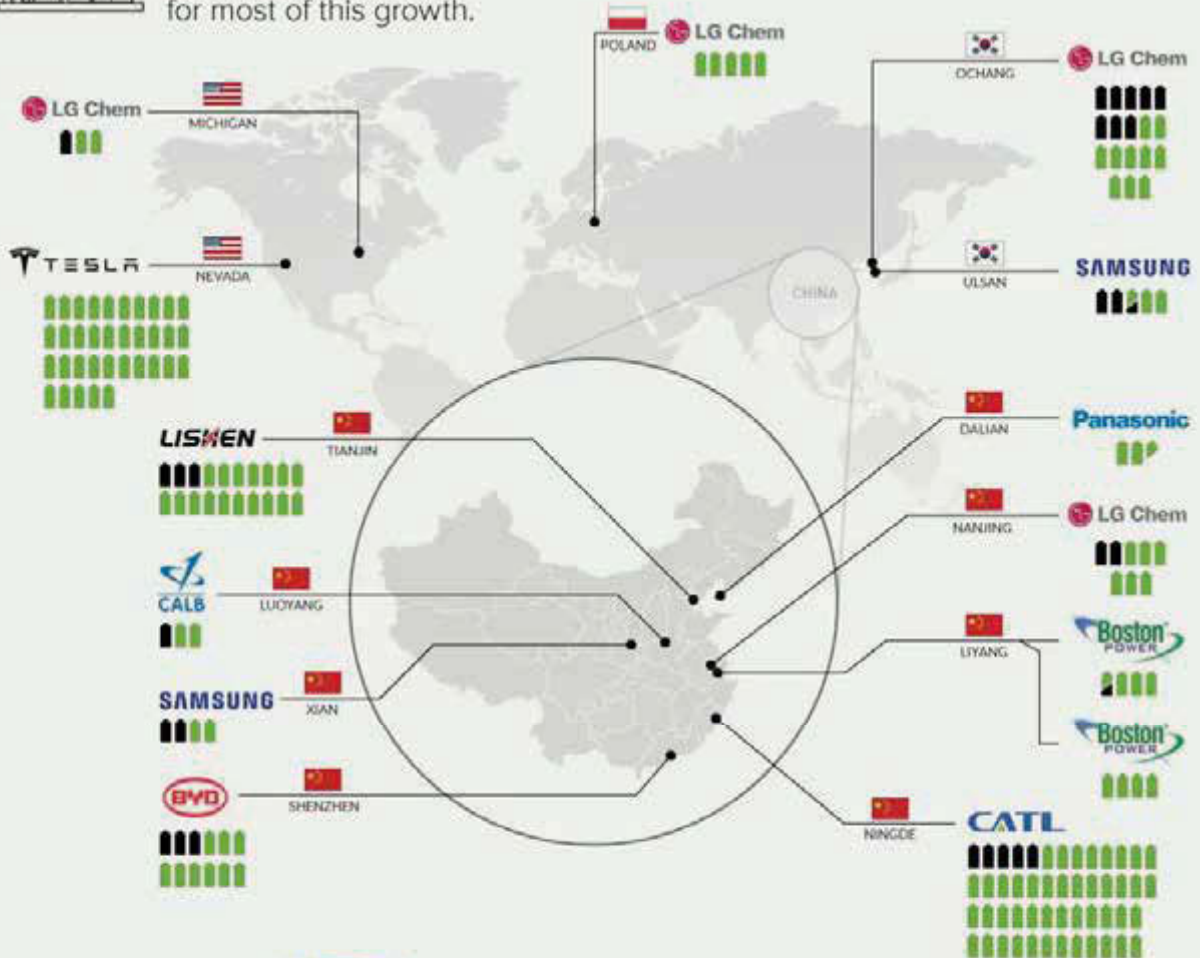 for most of this growth.
POLAND
LG Chem
OCHANG
LG Chem
LG Chem
MICHIGAN
TESLA
NEVADA
ULSAN
SAMSUNG
CHINA
LISHEN
TIANJIN
DALIAN
Panasonic
NANJING
LG Chem
CALB
LUOYANG
LIYANG
Boston
POWER
SAMSUNG
XIAN
Boston
POWER
BYD
SHENZHEN
NINGDE
CATL